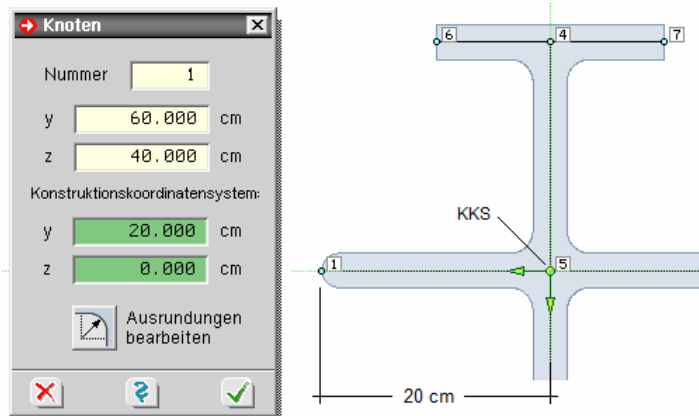 Knoten
Nummer 1
y 60.000 cm
z 40.000 cm
Konstruktionskoordinatensystem:
y 20.000 cm
z 0.000 cm
Ausrundungen
bearbeiten
6 4 7
KKS
1 5
20 cm